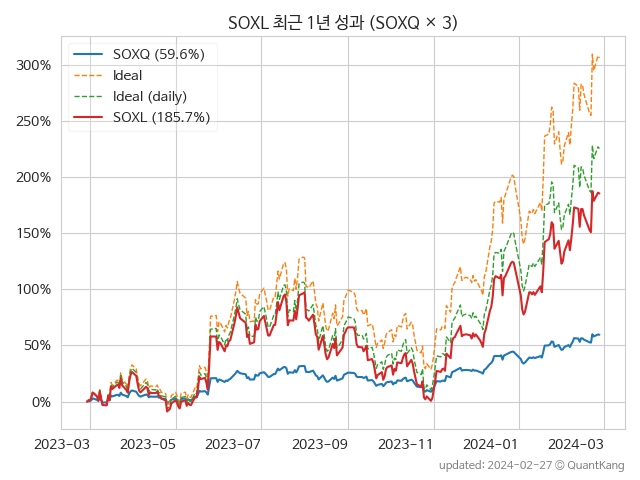 SOXL 최근 1년 성과 (SOXQ × 3)
SOXQ (59.6%)
Ideal
Ideal (daily)
SOXL (185.7%)
300%
250%
200%
150%
100%
50%
0%
2023-03 2023-05 2023-07 2023-09 2023-11 2024-01 2024-03
updated: 2024-02-27 © QuantKang